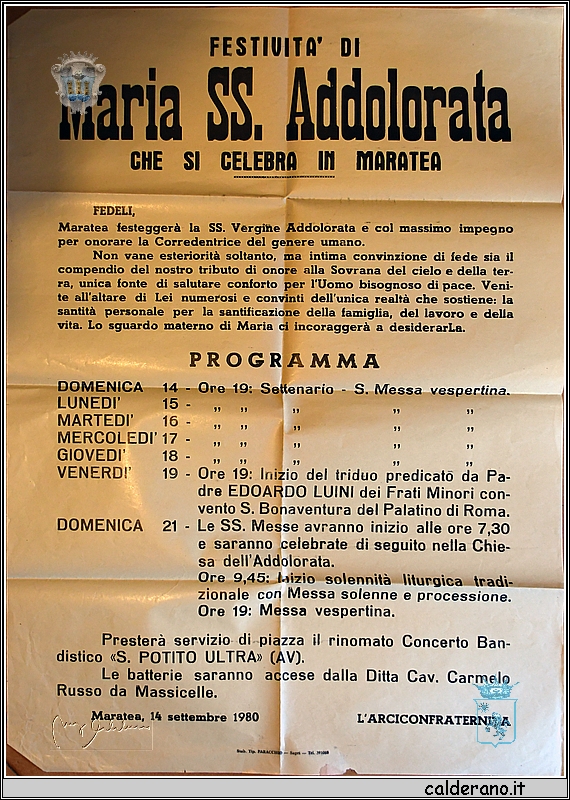 FESTIVITA' DI
Maria SS. Addolorata
CHE SI CELEBRA IN MARATEA
FEDELI,
Maratea festeggerà la SS. Vergine Addolorata e col massimo impegno
per onorare la Corredentrice del genere umano.
Non vane esteriorità soltanto, ma intima convinzione di fede sia il
compendio del nostro tributo di onore alla Sovrana del cielo e della ter-
ra, unica fonte di salutare conforto per l'Uomo bisognoso di pace. Veni-
te all'altare di Lei numerosi e convinti dell'unica realtà che sostiene: la
santità personale per la santificazione della famiglia, del lavoro e della
vita. Lo sguardo materno di Maria ci incoraggerà a desiderarLa.
PROGRAMMA
DOMENICA 14 - Ore 19: Settenario - S. Messa vespertina.
LUNEDI' 15 - „ „ „ „ „
MARTEDI' 16 - „ „ „ „ „
MERCOLEDI' 17 - „ „ „ „ „
GIOVEDI' 18 - „ „ „ „ „
VENERDI' 19 - Ore 19: Inizio del triduo predicato da Pa-
dre EDOARDO LUINI dei Frati Minori con-
vento S. Bonaventura del Palatino di Roma.
DOMENICA 21 - Le SS. Messe avranno inizio alle ore 7,30
e saranno celebrate di seguito nella Chie-
sa dell'Addolorata.
Ore 9,45: Inizio solennità liturgica tradi-
zionale con Messa solenne e processione.
Ore 19: Messa vespertina.
Presterà servizio di piazza il rinomato Concerto Ban-
distico «S. POTITO ULTRA» (AV).
Le batterie saranno accese dalla Ditta Cav. Carmelo
Russo da Massicelle.
Maratea, 14 settembre 1980 L'ARCICONFRATERNITA
Stab. Tip. FARACCHIO - Sapri - Tel.
calderano.it